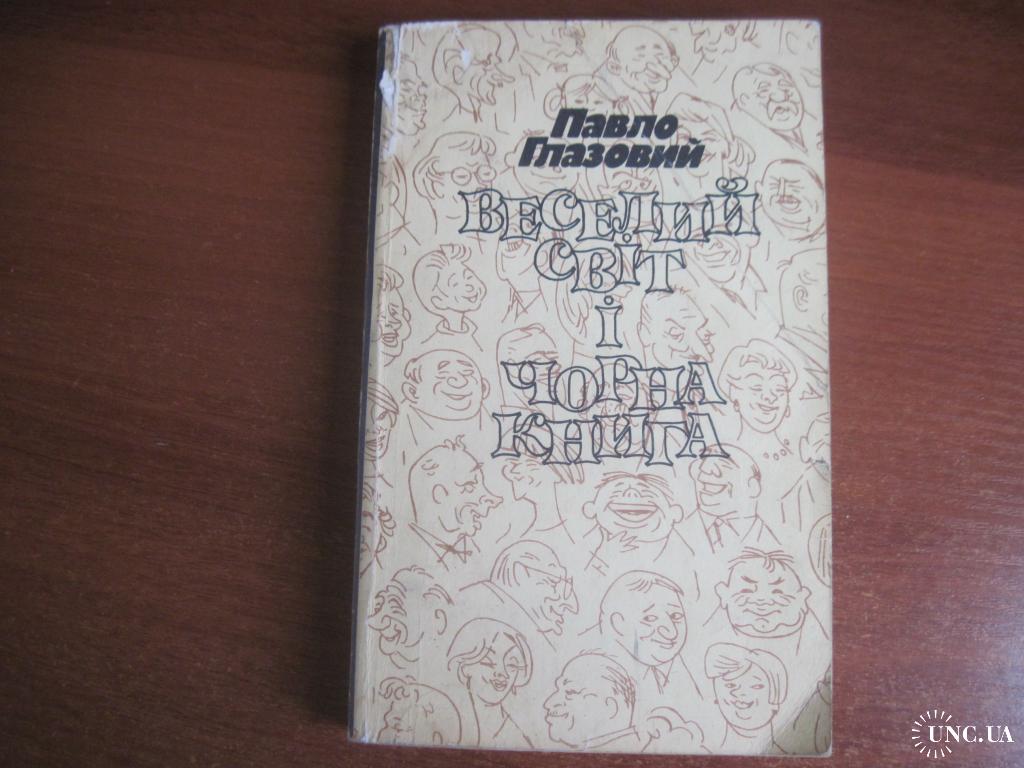 Павло
Глазовий
ВЕСЕЛИЙ
СВІТ
І
ЧОРНА
КНИГА
UNC.UA